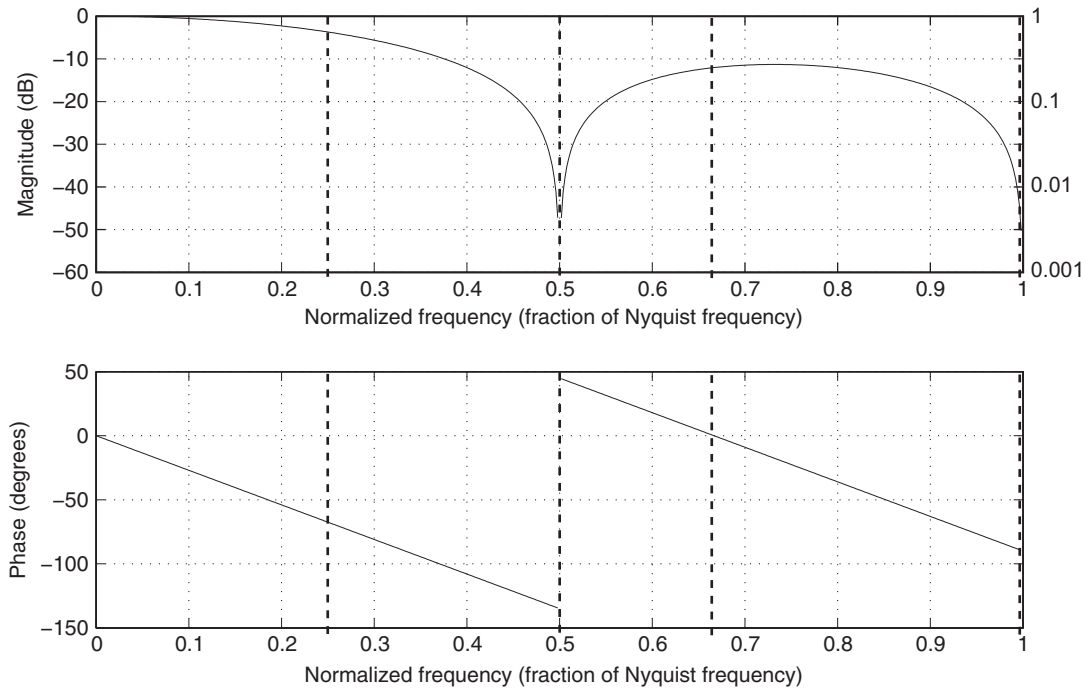 Magnitude (dB)
0
−10
−20
−30
−40
−50
−60
1
0.1
0.01
0.001
0 0.1 0.2 0.3 0.4 0.5 0.6 0.7 0.8 0.9 1
Normalized frequency (fraction of Nyquist frequency)
Phase (degrees)
50
0
−50
−100
−150
0 0.1 0.2 0.3 0.4 0.5 0.6 0.7 0.8 0.9 1
Normalized frequency (fraction of Nyquist frequency)